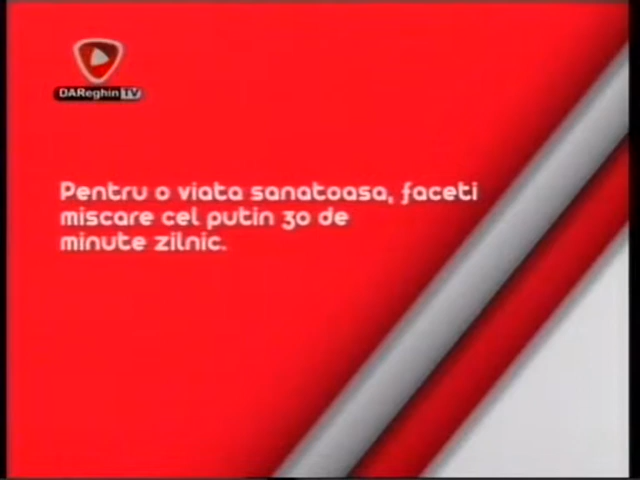 DAReghin TV
Pentru o viata sanatoasa, faceti
miscare cel putin 30 de
minute zilnic.